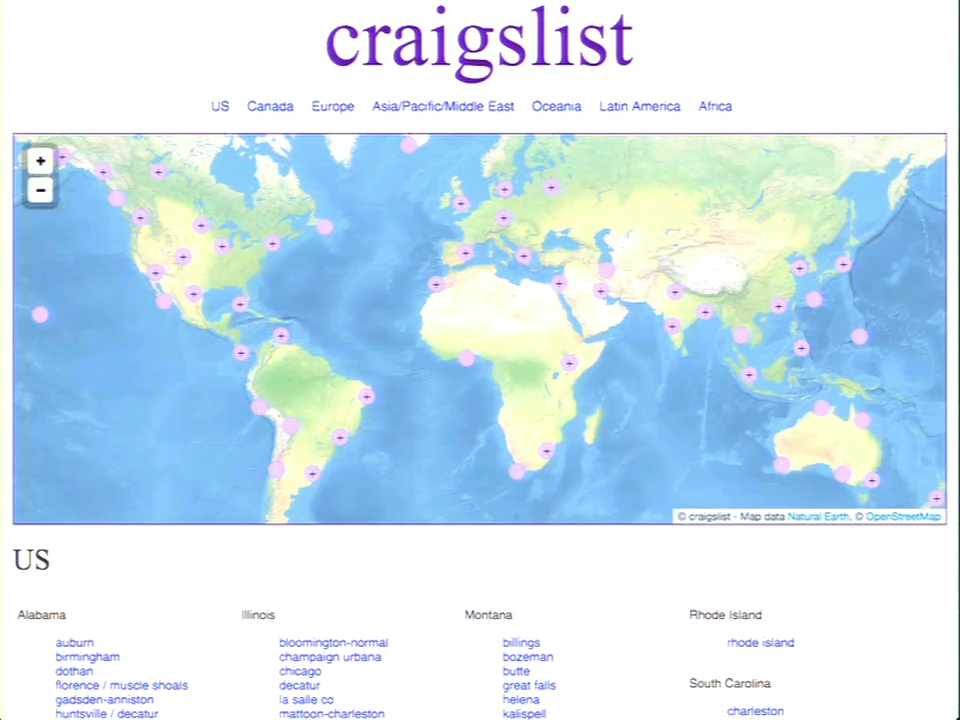 craigslist
US Canada Europe Asia/Pacific/Middle East Oceania Latin America Africa
+
−
© craigslist - Map data Natural Earth, © OpenStreetMap
US
Alabama
auburn
birmingham
dothan
florence / muscle shoals
gadsden-anniston
huntsville / decatur
Illinois
bloomington-normal
champaign urbana
chicago
decatur
la salle co
mattoon-charleston
Montana
billings
bozeman
butte
great falls
helena
kalispell
Rhode Island
rhode island
South Carolina
charleston